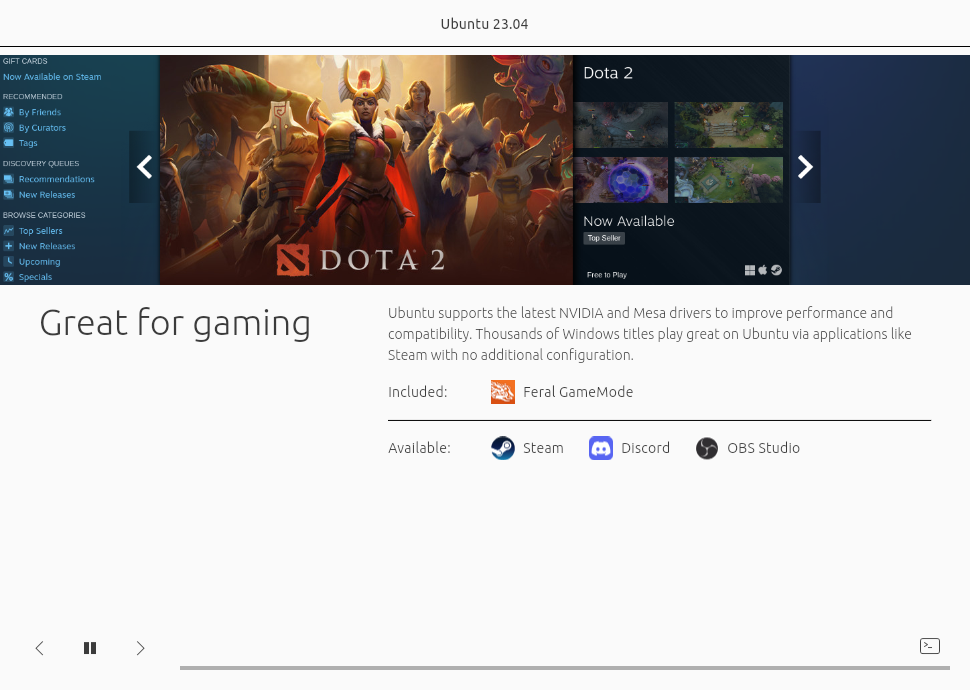 Ubuntu 23.04
GIFT CARDS
Now Available on Steam
RECOMMENDED
By Friends
By Curators
Tags
DISCOVERY QUEUES
Recommendations
New Releases
BROWSE CATEGORIES
Top Sellers
New Releases
Upcoming
Specials
DOTA 2
Dota 2
Now Available
Top Seller
Free to Play
Great for gaming
Ubuntu supports the latest NVIDIA and Mesa drivers to improve performance and
compatibility. Thousands of Windows titles play great on Ubuntu via applications like
Steam with no additional configuration.
Included: Feral GameMode
Available: Steam Discord OBS Studio